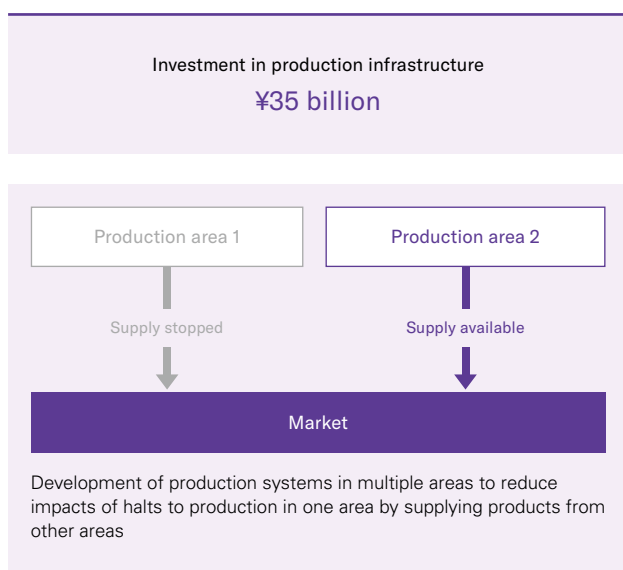 Investment in production infrastructure
¥35 billion
Production area 1
Production area 2
Supply stopped
Supply available
Market
Development of production systems in multiple areas to reduce
impacts of halts to production in one area by supplying products from
other areas